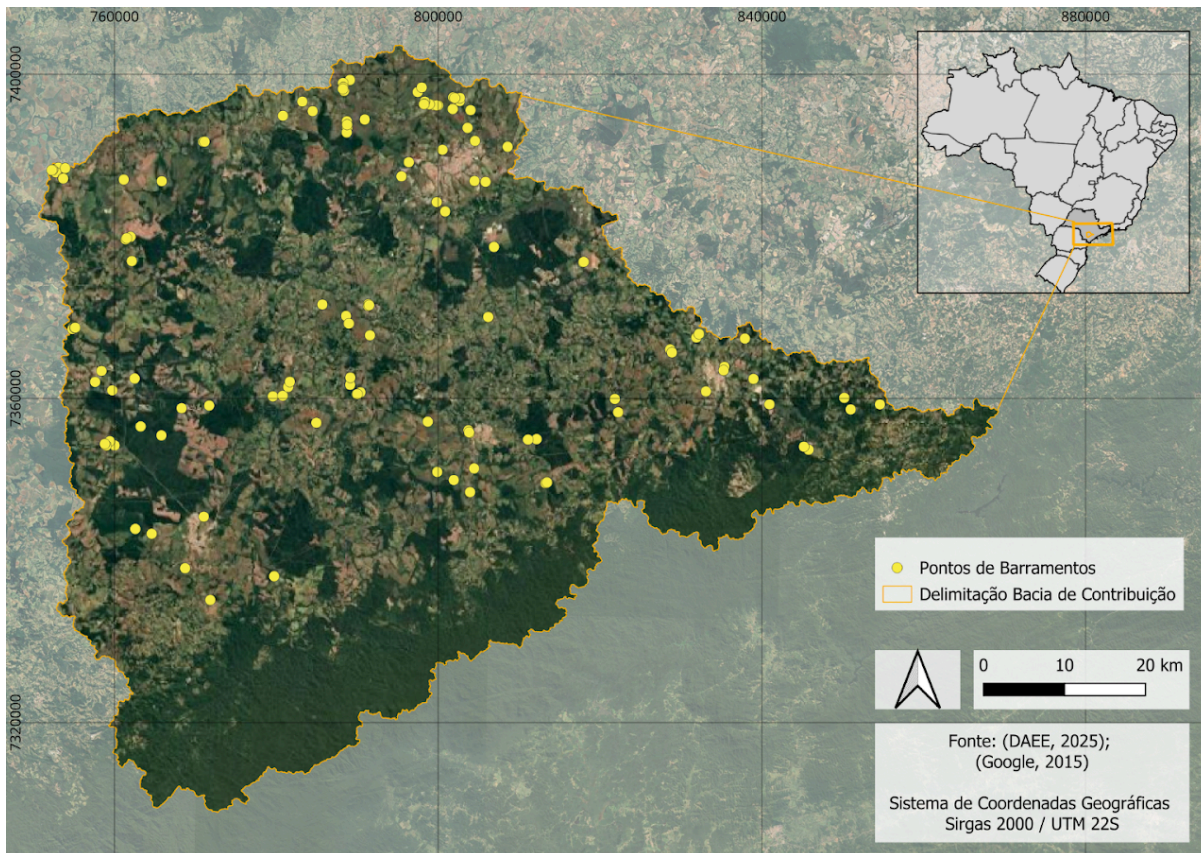 760000
800000
840000
880000
7400000
7360000
7320000
Pontos de Barramentos
Delimitação Bacia de Contribuição
0
10
20 km
Fonte: (DAEE, 2025);
(Google, 2015)
Sistema de Coordenadas Geográficas
Sirgas 2000 / UTM 22S